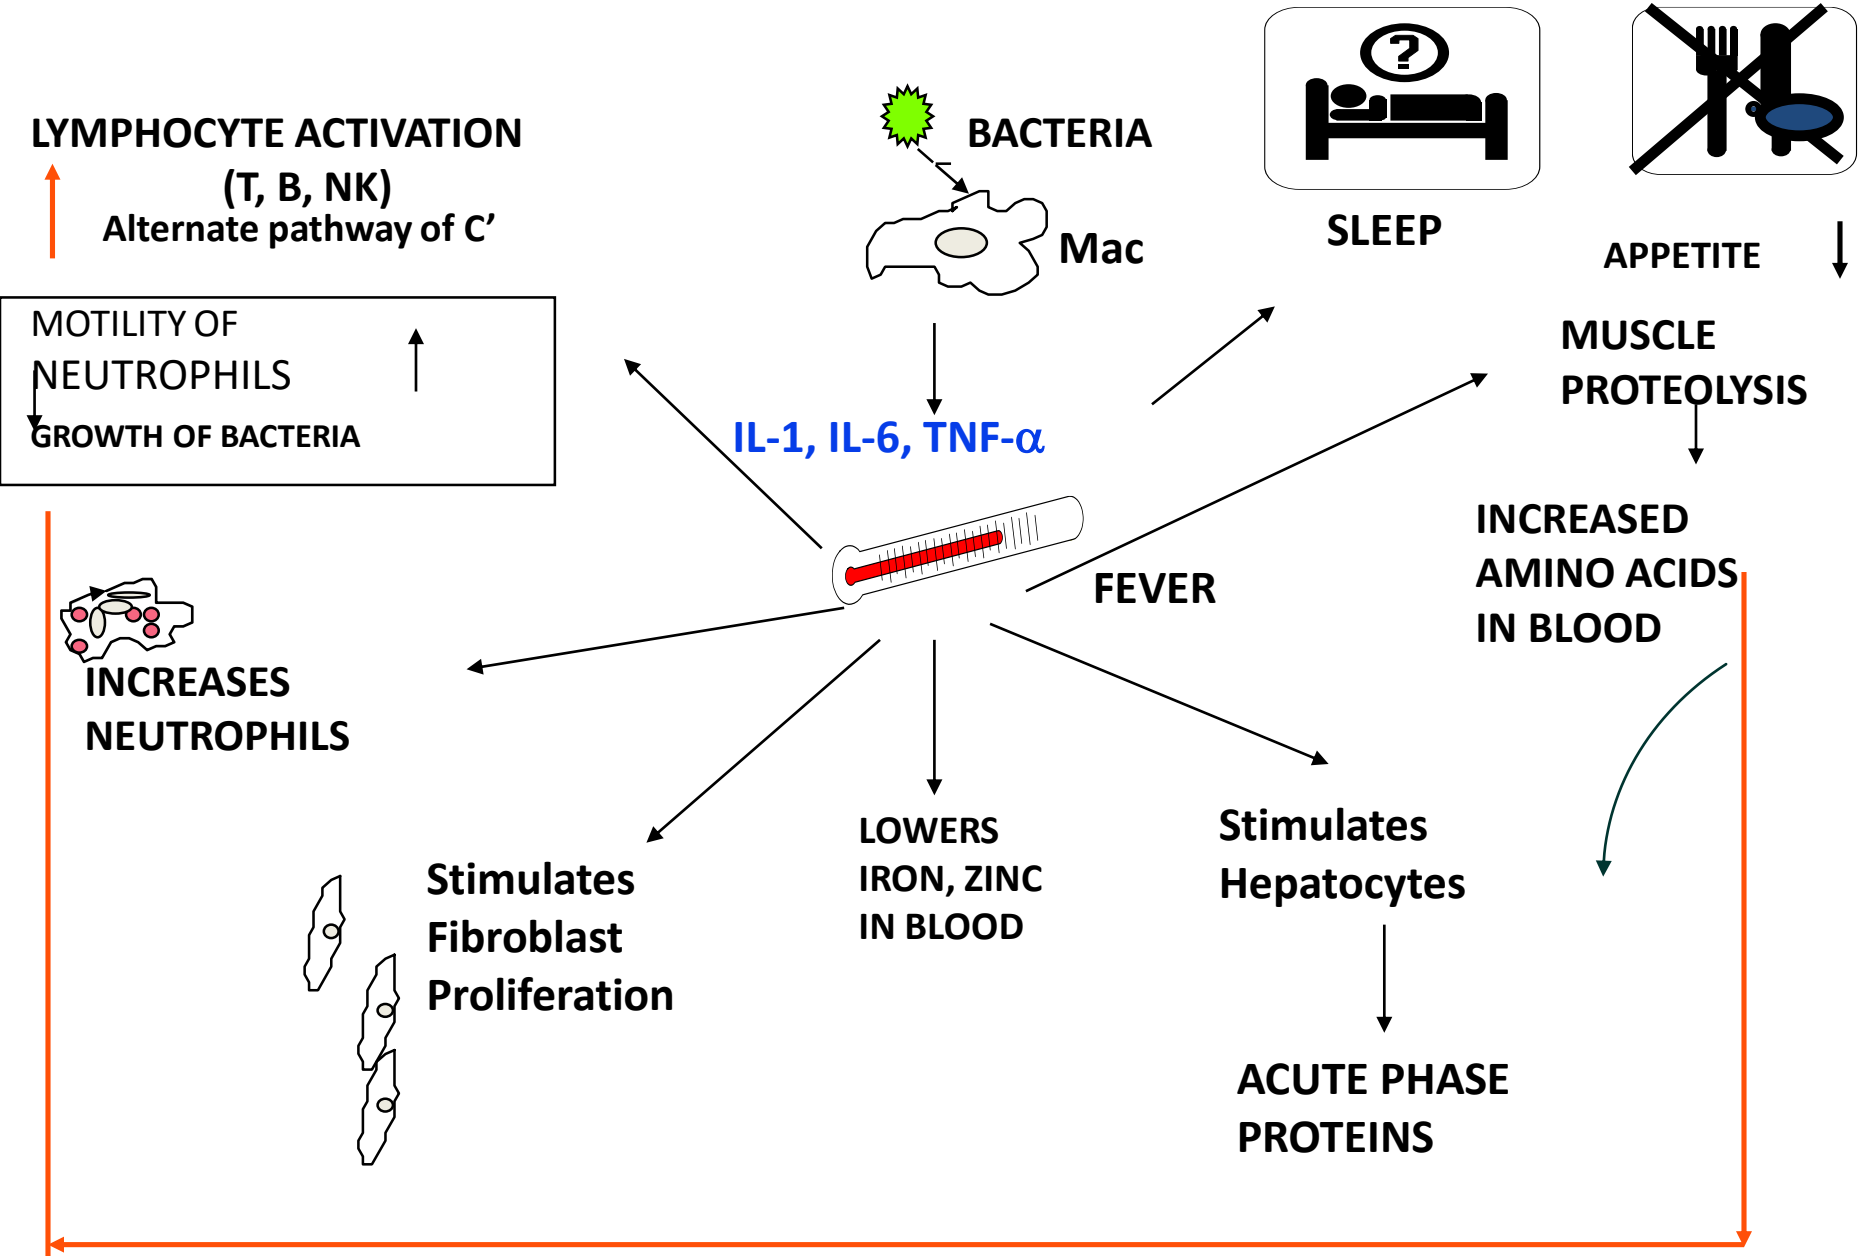 LYMPHOCYTE ACTIVATION
(T, B, NK)
Alternate pathway of C’
MOTILITY OF
NEUTROPHILS
GROWTH OF BACTERIA
BACTERIA
Mac
IL-1, IL-6, TNF-α
?
SLEEP
APPETITE
MUSCLE
PROTEOLYSIS
INCREASED
AMINO ACIDS
IN BLOOD
FEVER
INCREASES
NEUTROPHILS
Stimulates
Fibroblast
Proliferation
LOWERS
IRON, ZINC
IN BLOOD
Stimulates
Hepatocytes
ACUTE PHASE
PROTEINS